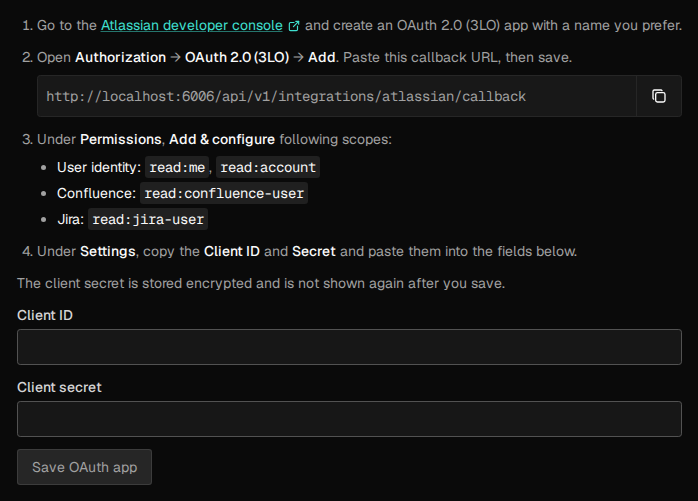 1. Go to the Atlassian developer console and create an OAuth 2.0 (3LO) app with a name you prefer.
2. Open Authorization → OAuth 2.0 (3LO) → Add. Paste this callback URL, then save.
http://localhost:6006/api/v1/integrations/atlassian/callback
3. Under Permissions, Add & configure following scopes:
• User identity: read:me, read:account
• Confluence: read:confluence-user
• Jira: read:jira-user
4. Under Settings, copy the Client ID and Secret and paste them into the fields below.
The client secret is stored encrypted and is not shown again after you save.
Client ID
Client secret
Save OAuth app